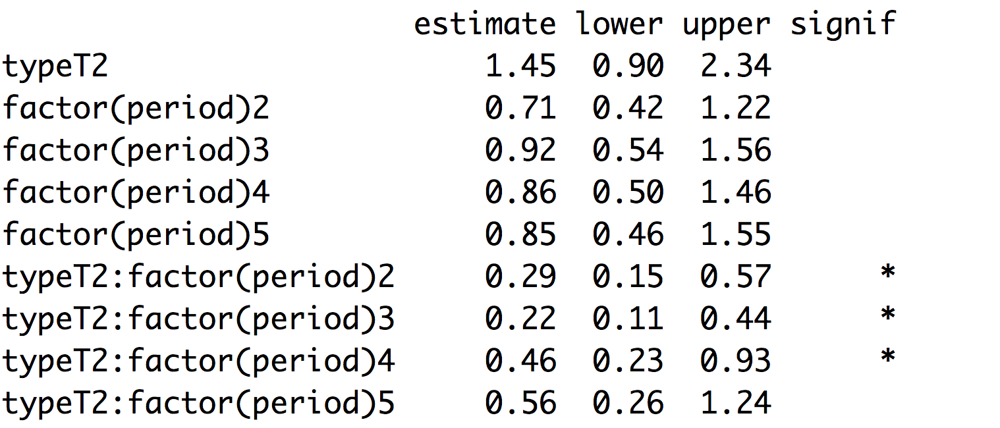 estimate lower upper signif
typeT2 1.45 0.90 2.34
factor(period)2 0.71 0.42 1.22
factor(period)3 0.92 0.54 1.56
factor(period)4 0.86 0.50 1.46
factor(period)5 0.85 0.46 1.55
typeT2:factor(period)2 0.29 0.15 0.57 *
typeT2:factor(period)3 0.22 0.11 0.44 *
typeT2:factor(period)4 0.46 0.23 0.93 *
typeT2:factor(period)5 0.56 0.26 1.24